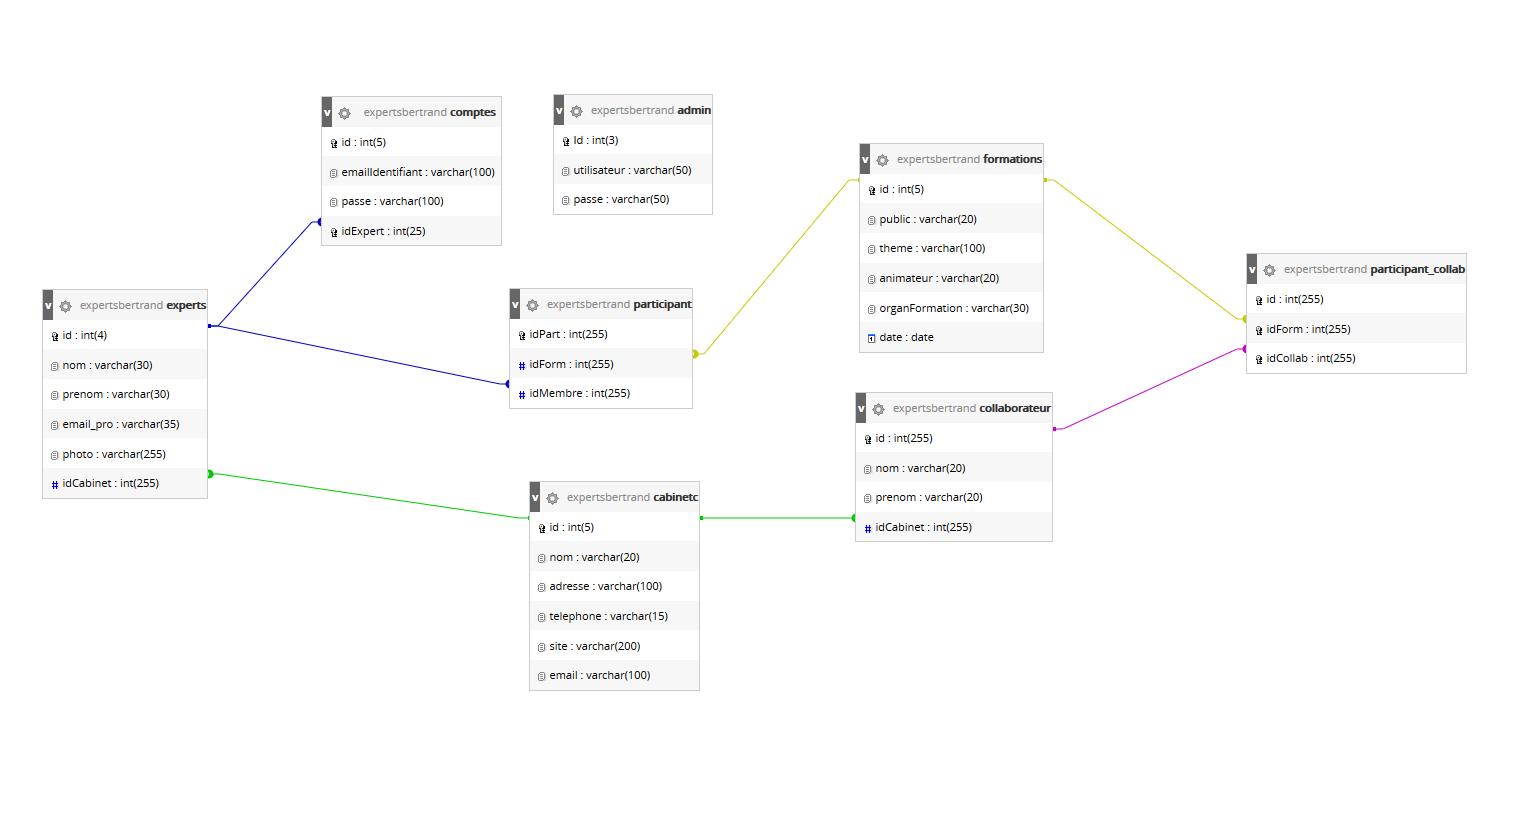 v expertsbertrand comptes
id : int(5)
emailIdentifiant : varchar(100)
passe : varchar(100)
idExpert : int(25)
v expertsbertrand admin
Id : int(3)
utilisateur : varchar(50)
passe : varchar(50)
v expertsbertrand formations
id : int(5)
public : varchar(20)
theme : varchar(100)
animateur : varchar(20)
organFormation : varchar(30)
date : date
v expertsbertrand participant_collab
id : int(255)
idForm : int(255)
idCollab : int(255)
v expertsbertrand experts
id : int(4)
nom : varchar(30)
prenom : varchar(30)
email_pro : varchar(35)
photo : varchar(255)
# idCabinet : int(255)
v expertsbertrand participant
idPart : int(255)
# idForm : int(255)
# idMembre : int(255)
v expertsbertrand collaborateur
id : int(255)
nom : varchar(20)
prenom : varchar(20)
# idCabinet : int(255)
v expertsbertrand cabinetc
id : int(5)
nom : varchar(20)
adresse : varchar(100)
telephone : varchar(15)
site : varchar(200)
email : varchar(100)